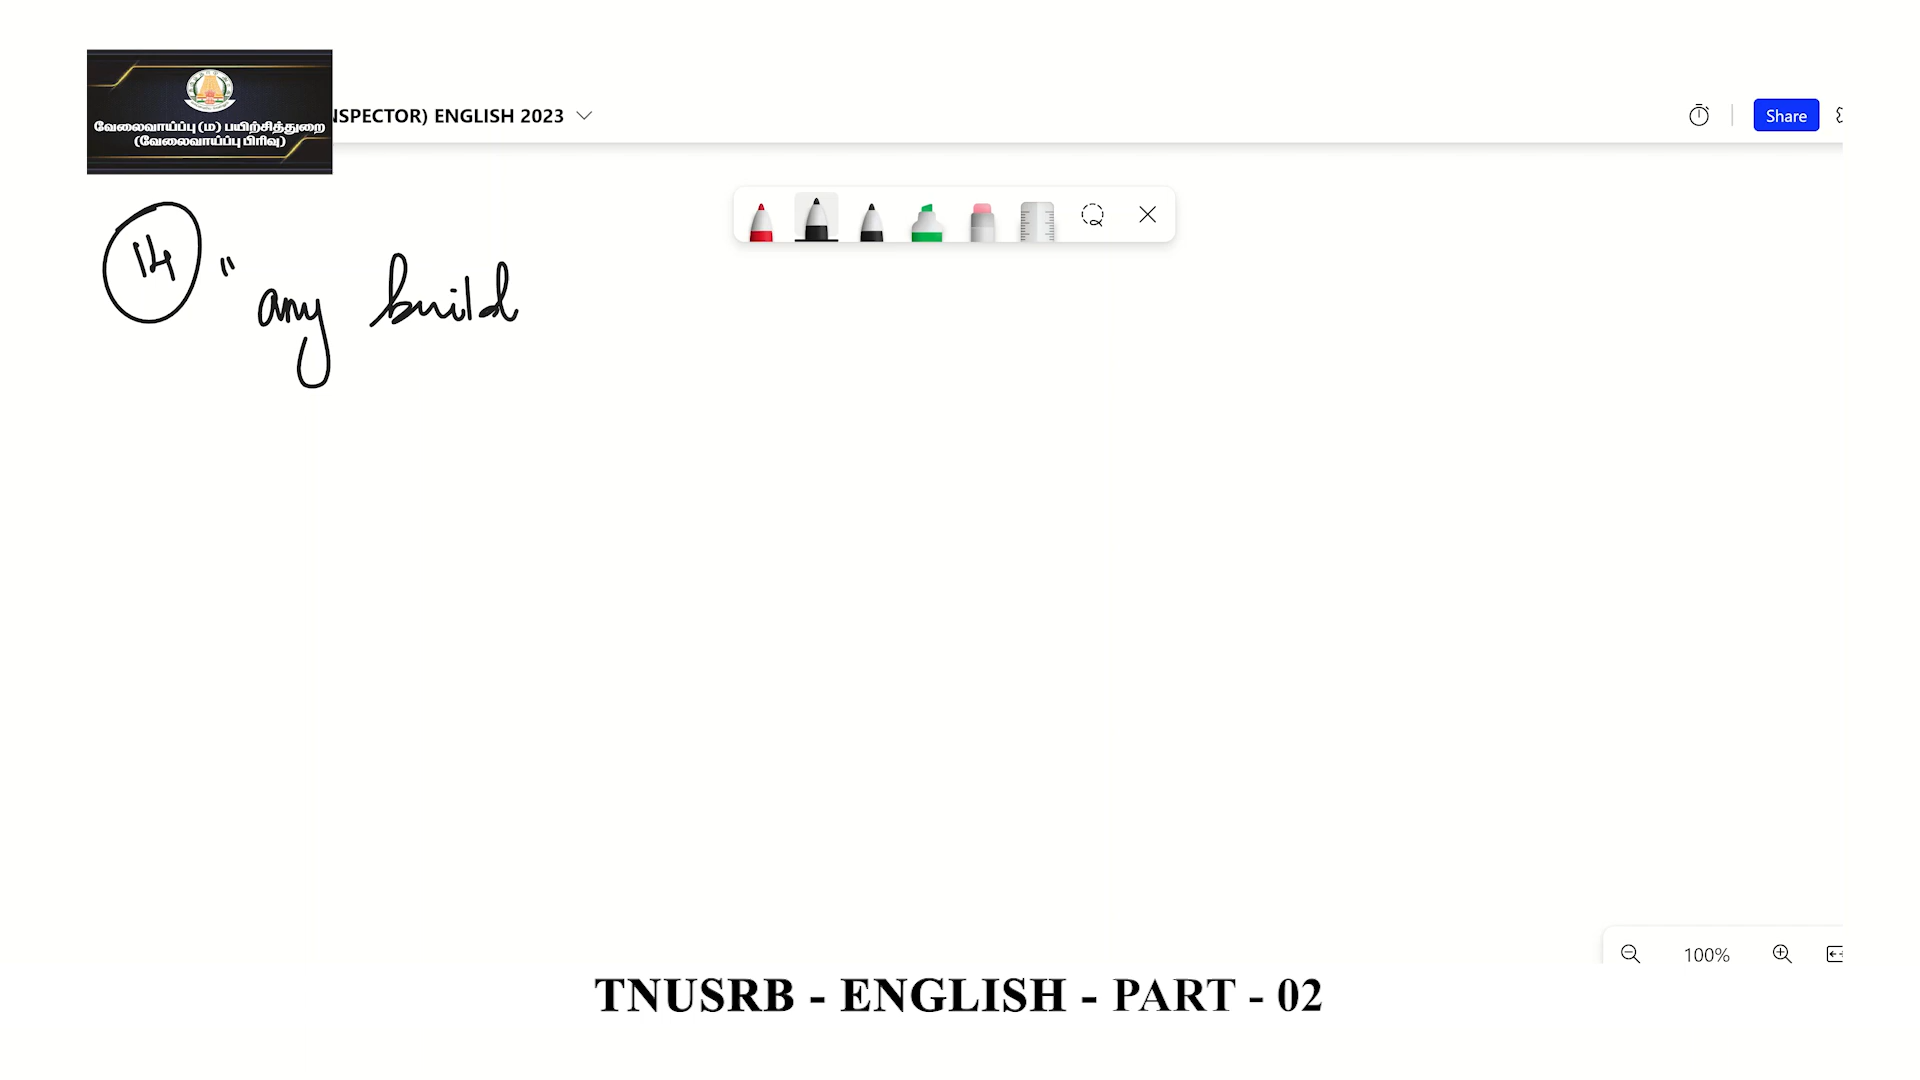 வேலைவாய்ப்பு (ம) பயிற்சித்துறை
(வேலைவாய்ப்பு பிரிவு)
NSPECTOR) ENGLISH 2023
Share
14 " any build
100%
TNUSRB - ENGLISH - PART - 02